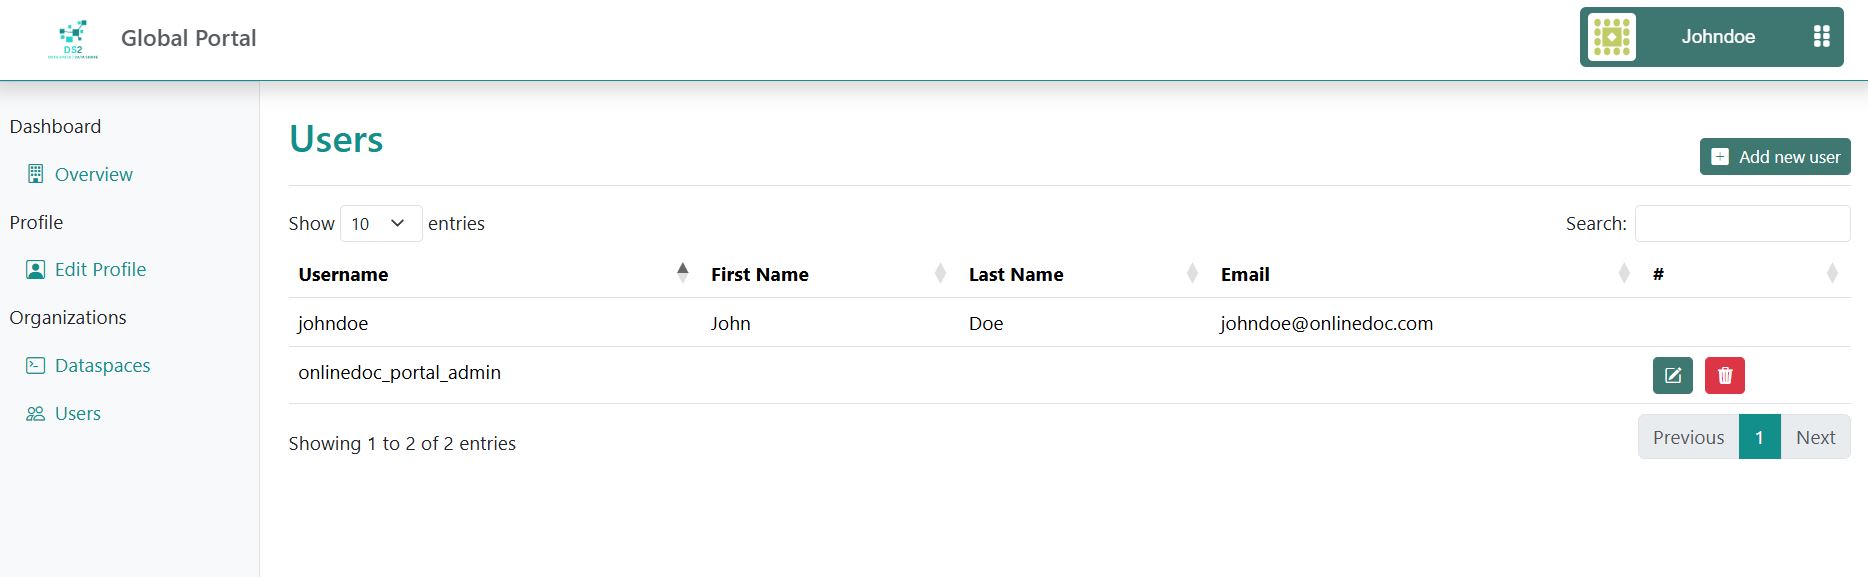 DS2
Global Portal
Johndoe
Dashboard
Overview
Profile
Edit Profile
Organizations
Dataspaces
Users
Users
Add new user
Show 10 entries
Search:
Username First Name Last Name Email #
johndoe John Doe johndoe@onlinedoc.com
onlinedoc_portal_admin
Showing 1 to 2 of 2 entries
Previous 1 Next